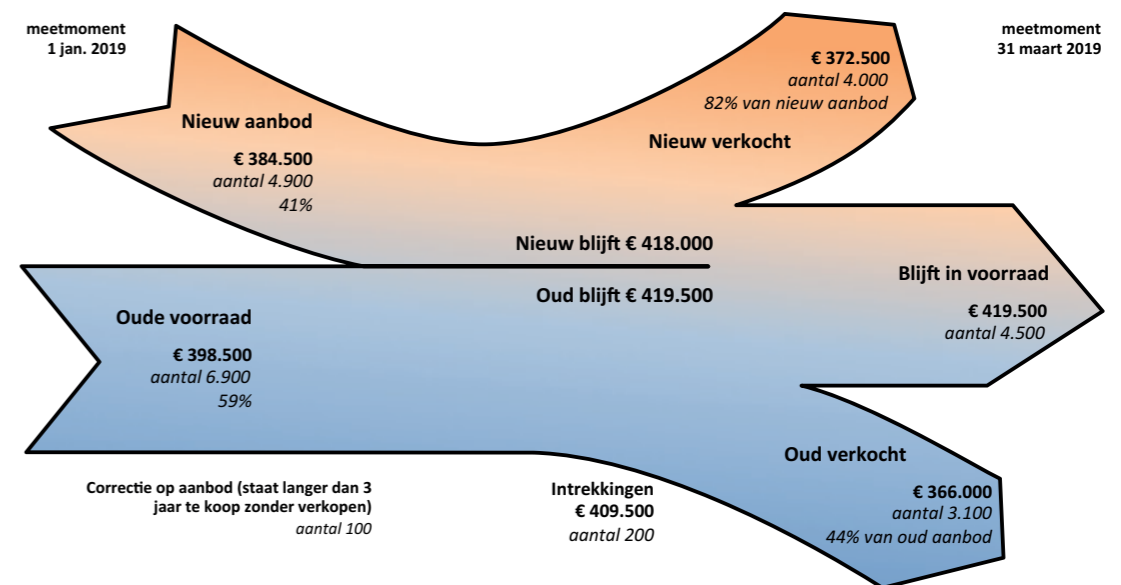 meetmoment
1 jan. 2019
meetmoment
31 maart 2019
€ 372.500
aantal 4.000
82% van nieuw aanbod
Nieuw verkocht
Nieuw aanbod
€ 384.500
aantal 4.900
41%
Nieuw blijft € 418.000
Oud blijft € 419.500
Blijft in voorraad
€ 419.500
aantal 4.500
Oude voorraad
€ 398.500
aantal 6.900
59%
Oud verkocht
€ 366.000
aantal 3.100
44% van oud aanbod
Correctie op aanbod (staat langer dan 3
jaar te koop zonder verkopen)
aantal 100
Intrekkingen
€ 409.500
aantal 200